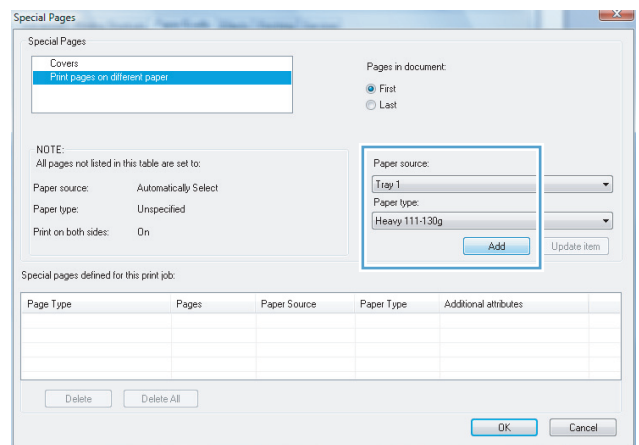 Special Pages
Special Pages
Covers
Print pages on different paper
Pages in document:
First
Last
NOTE:
All pages not listed in this table are set to:
Paper source: Automatically Select
Paper type: Unspecified
Print on both sides: On
Paper source:
Tray 1
Paper type:
Heavy 111-130g
Add Update item
Special pages defined for this print job:
Page Type Pages Paper Source Paper Type Additional attributes
Delete Delete All
OK Cancel